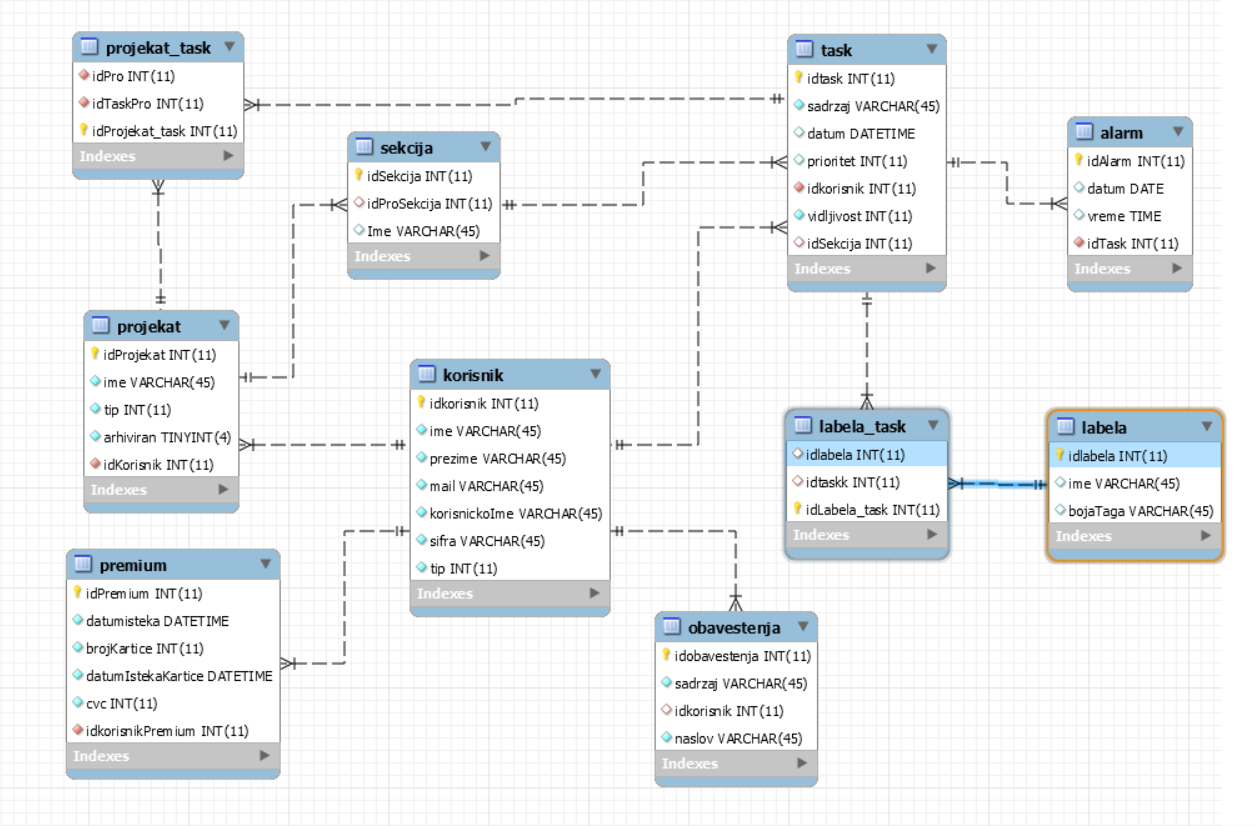 projekat_task
idPro INT(11)
idTaskPro INT(11)
idProjekat_task INT(11)
Indexes
task
idtask INT(11)
sadrzaj VARCHAR(45)
datum DATETIME
prioritet INT(11)
idkorisnik INT(11)
vidljivost INT(11)
idSekcija INT(11)
Indexes
alarm
idAlarm INT(11)
datum DATE
vreme TIME
idTask INT(11)
Indexes
sekcija
idSekcija INT(11)
idProSekcija INT(11)
Ime VARCHAR(45)
Indexes
projekat
idProjekat INT(11)
ime VARCHAR(45)
tip INT(11)
arhiviran TINYINT(4)
idKorisnik INT(11)
Indexes
korisnik
idkorisnik INT(11)
ime VARCHAR(45)
prezime VARCHAR(45)
mail VARCHAR(45)
korisnickoIme VARCHAR(45)
sifra VARCHAR(45)
tip INT(11)
Indexes
labela_task
idlabela INT(11)
idtaskk INT(11)
idLabela_task INT(11)
Indexes
labela
idlabela INT(11)
ime VARCHAR(45)
bojaTaga VARCHAR(45)
Indexes
premium
idPremium INT(11)
datumisteka DATETIME
brojKartice INT(11)
datumIstekaKartice DATETIME
cvc INT(11)
idkorisnikPremium INT(11)
Indexes
obavestenja
idobavestenja INT(11)
sadrzaj VARCHAR(45)
idkorisnik INT(11)
naslov VARCHAR(45)
Indexes